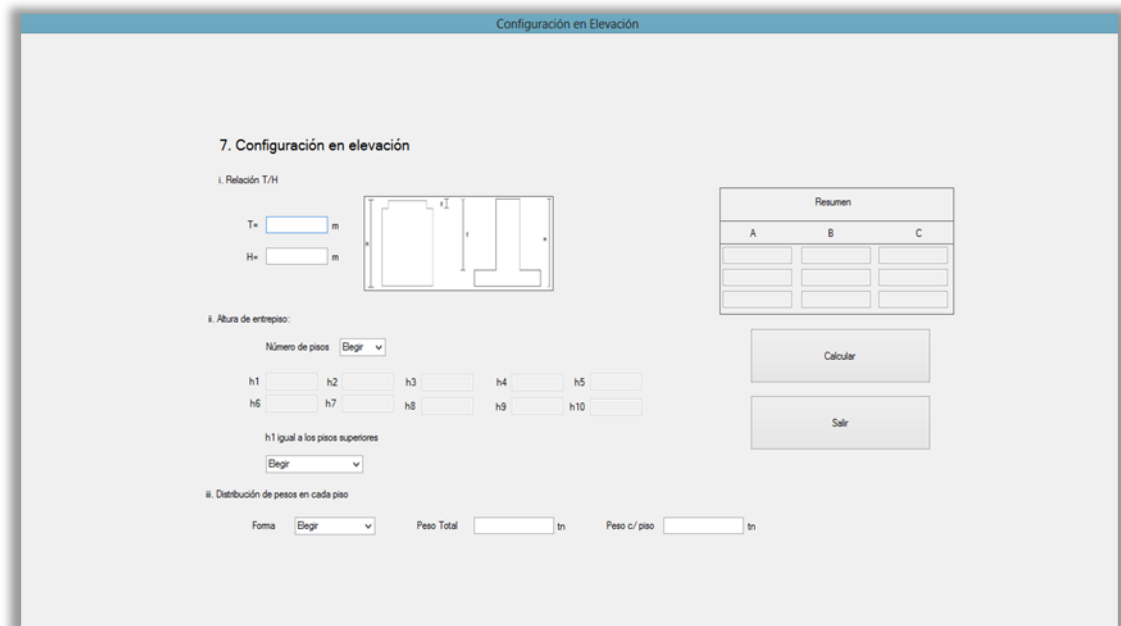 Configuración en Elevación
7. Configuración en elevación
i. Relación T/H
T= m
H= m
Resumen
A B C
ii. Altura de entrepiso:
Número de pisos Elegir
h1 h2 h3 h4 h5
h6 h7 h8 h9 h10
h1 igual a los pisos superiores
Elegir
Calcular
Salir
iii. Distribución de pesos en cada piso
Forma Elegir Peso Total tn Peso c/ piso tn